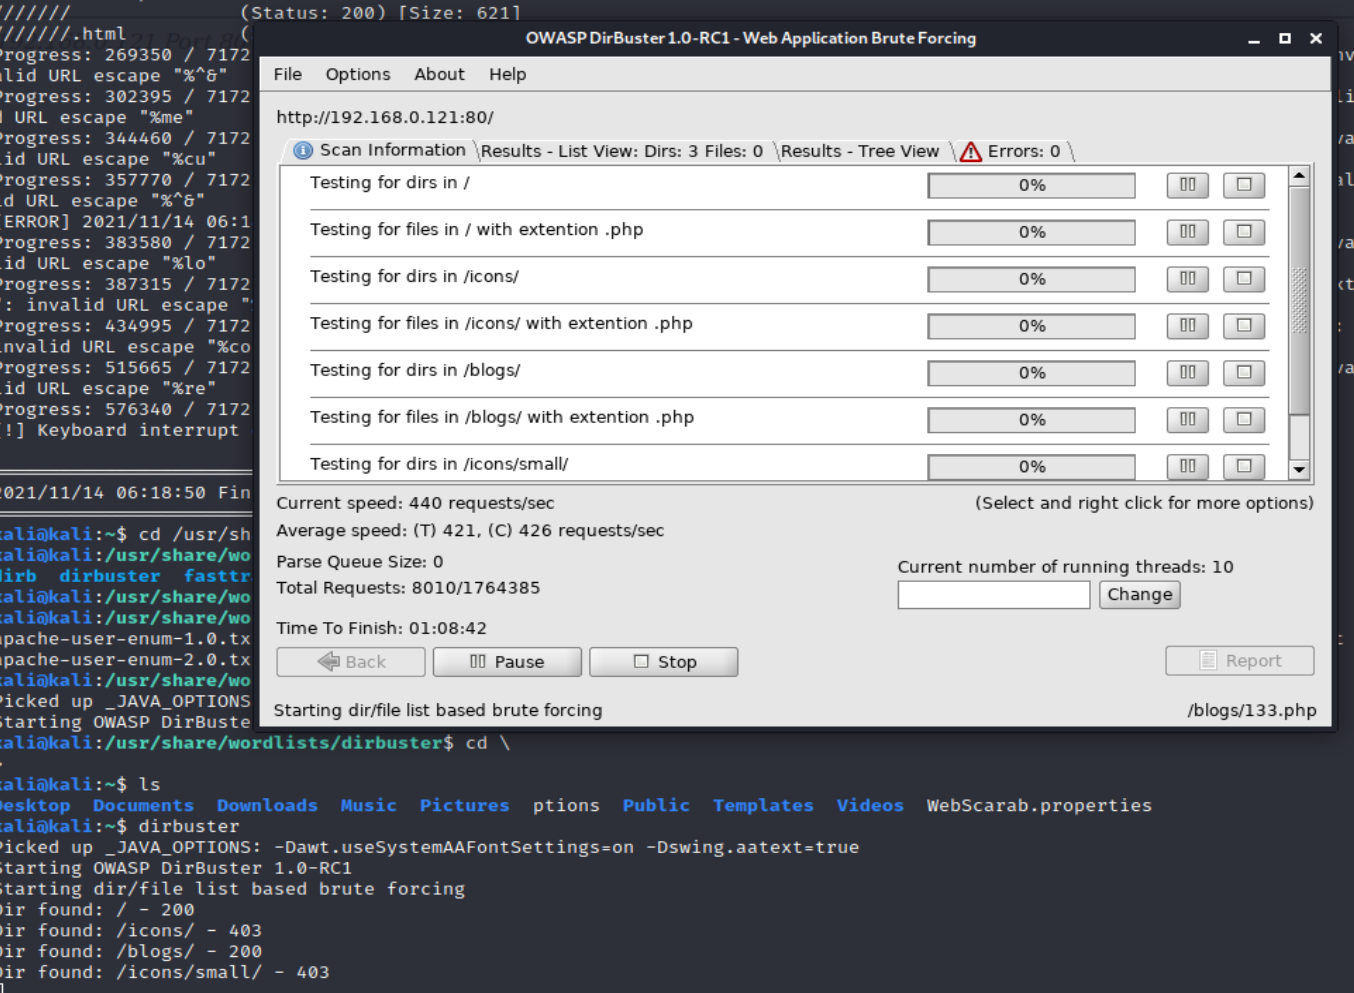 ///////                (Status: 200) [Size: 621]
///////.html           (
Progress: 269350 / 7172
alid URL escape "%^&"
Progress: 302395 / 7172
d URL escape "%me"
Progress: 344460 / 7172
lid URL escape "%cu"
Progress: 357770 / 7172
id URL escape "%^&"
[ERROR] 2021/11/14 06:1
Progress: 383580 / 7172
lid URL escape "%lo"
Progress: 387315 / 7172
": invalid URL escape "
Progress: 434995 / 7172
invalid URL escape "%co
Progress: 515665 / 7172
lid URL escape "%re"
Progress: 576340 / 7172
[!] Keyboard interrupt
2021/11/14 06:18:50 Fin
kali@kali:~$ cd /usr/sh
kali@kali:/usr/share/wo
dirb  dirbuster  fasttr
kali@kali:/usr/share/wo
kali@kali:/usr/share/wo
apache-user-enum-1.0.tx
apache-user-enum-2.0.tx
kali@kali:/usr/share/wo
Picked up _JAVA_OPTIONS
Starting OWASP DirBuste
OWASP DirBuster 1.0-RC1 - Web Application Brute Forcing
File Options About Help
http://192.168.0.121:80/
Scan Information \Results - List View: Dirs: 3 Files: 0 \Results - Tree View \ Errors: 0 \
Testing for dirs in / 0%
Testing for files in / with extention .php 0%
Testing for dirs in /icons/ 0%
Testing for files in /icons/ with extention .php 0%
Testing for dirs in /blogs/ 0%
Testing for files in /blogs/ with extention .php 0%
Testing for dirs in /icons/small/ 0%
Current speed: 440 requests/sec (Select and right click for more options)
Average speed: (T) 421, (C) 426 requests/sec
Parse Queue Size: 0
Current number of running threads: 10
Total Requests: 8010/1764385
Change
Time To Finish: 01:08:42
Back Pause Stop Report
Starting dir/file list based brute forcing /blogs/133.php
kali@kali:/usr/share/wordlists/dirbuster$ cd \
>
kali@kali:~$ ls
Desktop  Documents  Downloads  Music  Pictures  ptions  Public  Templates  Videos  WebScarab.properties
kali@kali:~$ dirbuster
Picked up _JAVA_OPTIONS: -Dawt.useSystemAAFontSettings=on -Dswing.aatext=true
Starting OWASP DirBuster 1.0-RC1
Starting dir/file list based brute forcing
Dir found: / - 200
Dir found: /icons/ - 403
Dir found: /blogs/ - 200
Dir found: /icons/small/ - 403